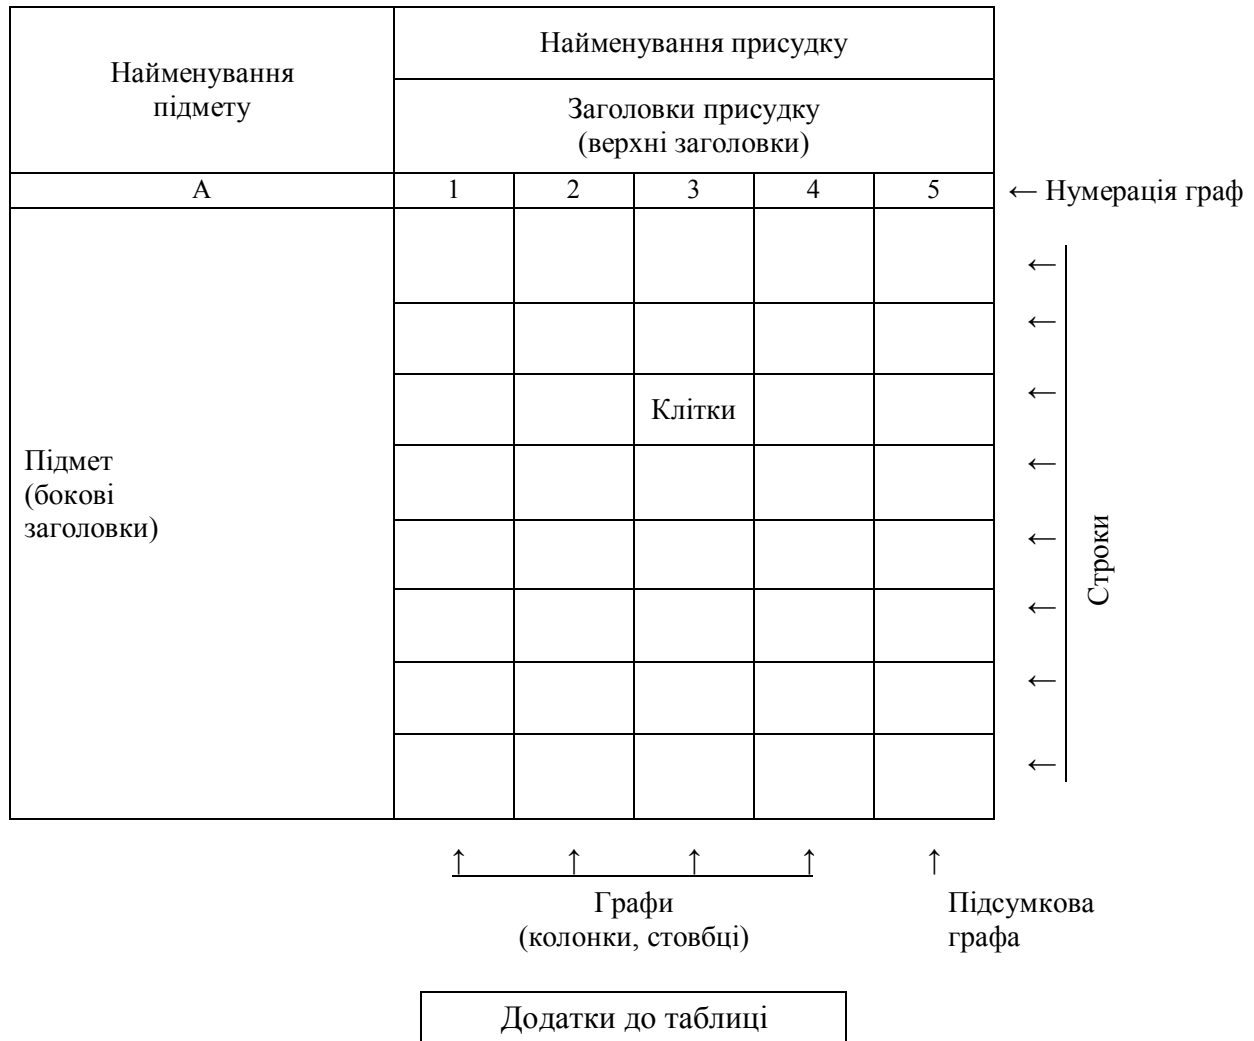 Найменування
підмету
Найменування присудку
Заголовки присудку
(верхні заголовки)
А 1 2 3 4 5 ← Нумерація граф
Клітки
Підмет
(бокові
заголовки)
Строки
Графи
(колонки, стовбці)
Підсумкова
графа
Додатки до таблиці